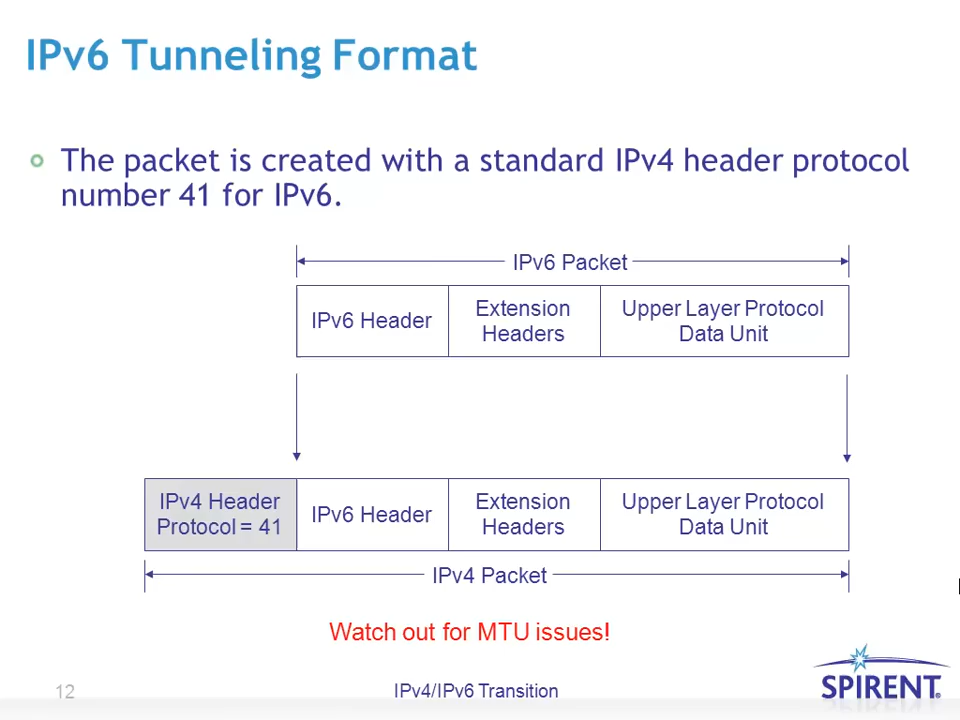 IPv6 Tunneling Format
The packet is created with a standard IPv4 header protocol
number 41 for IPv6.
IPv6 Packet
IPv6 Header
Extension
Headers
Upper Layer Protocol
Data Unit
IPv4 Header
Protocol = 41
IPv6 Header
Extension
Headers
Upper Layer Protocol
Data Unit
IPv4 Packet
Watch out for MTU issues!
12
IPv4/IPv6 Transition
SPIRENT®